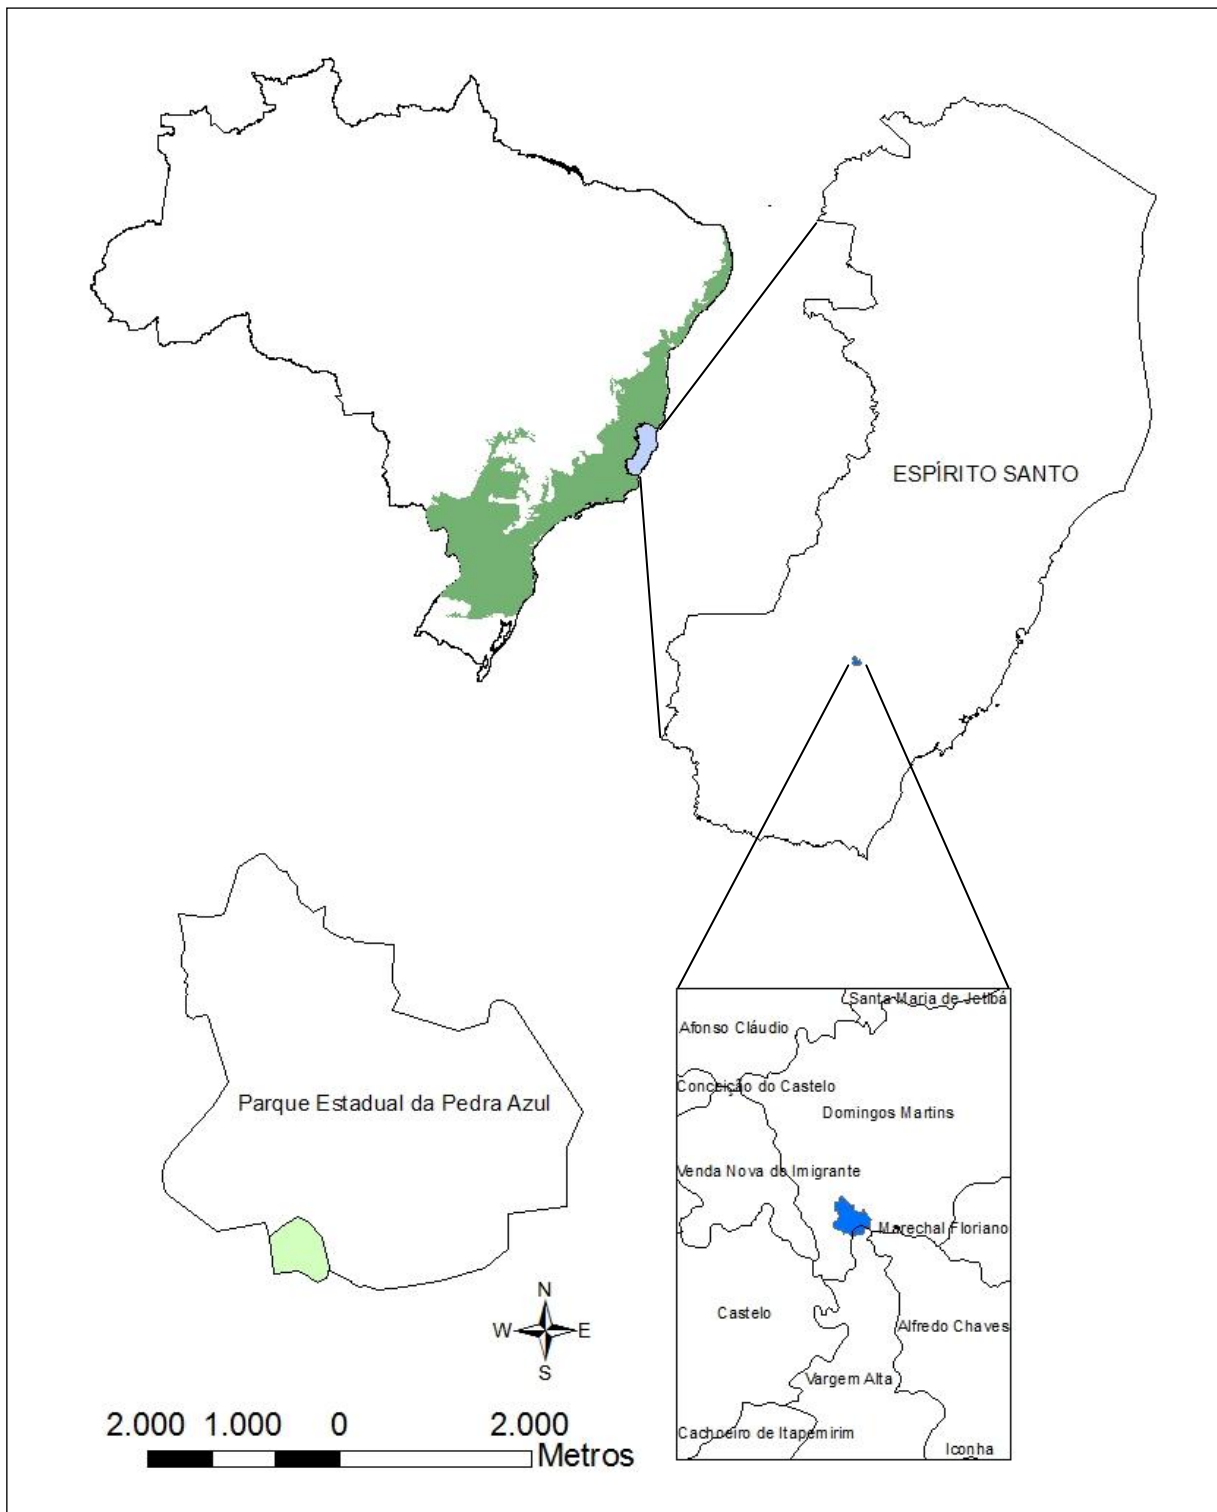 ESPÍRITO SANTO
Santa Maria de Jetibá
Afonso Cláudio
Conceição do Castelo
Parque Estadual da Pedra Azul
Domingos Martins
Venda Nova do Imigrante
Marechal Floriano
N
W E
S
Castelo
Alfredo Chaves
Vargem Alta
2.000 1.000 0 2.000
Metros
Cachoeiro de Itapemirim
Iconha